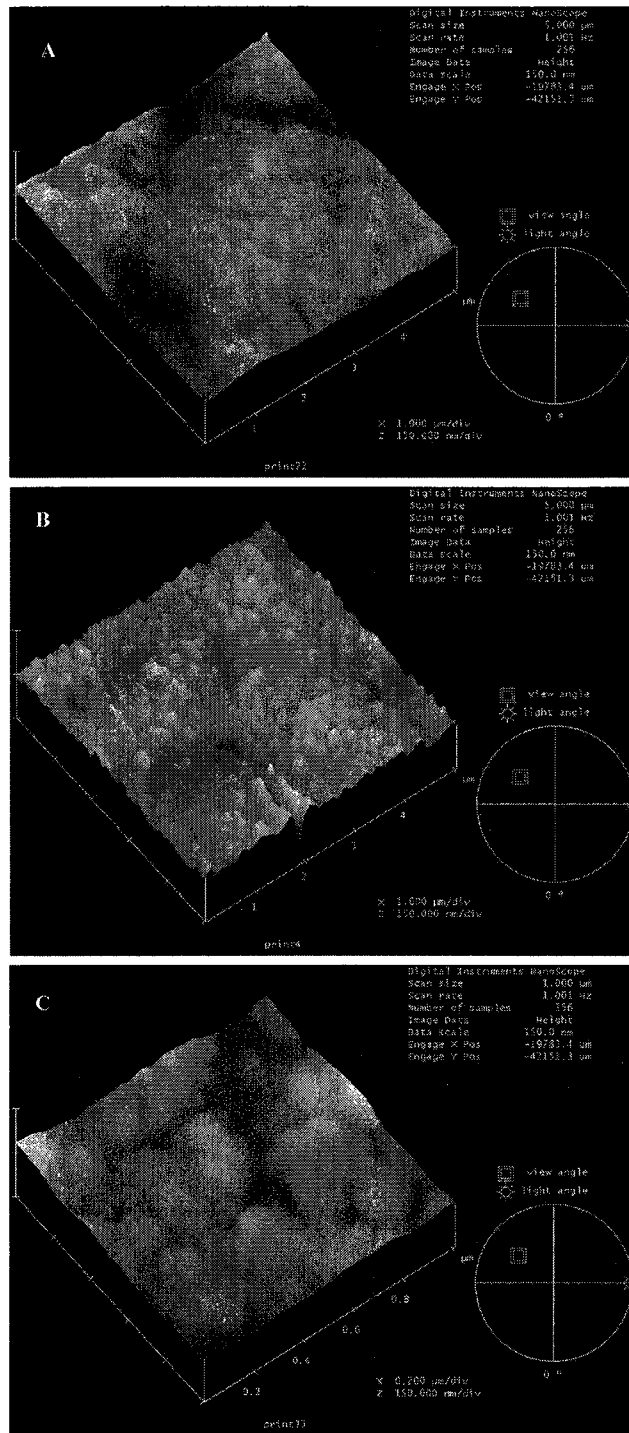 A
Digital Instruments NanoScope
Scan size 5.000 µm
Scan rate 1.001 Hz
Number of samples 256
Image Data Height
Data scale 150.0 nm
Engage X Pos -19783.4 um
Engage Y Pos -42151.3 um
view angle
light angle
µm
4
3
2
1
0 °
X 1.000 µm/div
Z 150.000 nm/div
print22
B
Digital Instruments NanoScope
Scan size 5.000 µm
Scan rate 1.001 Hz
Number of samples 256
Image Data Height
Data scale 150.0 nm
Engage X Pos -19783.4 um
Engage Y Pos -42151.3 um
view angle
light angle
µm
4
3
2
1
0 °
X 1.000 µm/div
Z 150.000 nm/div
print4
C
Digital Instruments NanoScope
Scan size 1.000 µm
Scan rate 1.001 Hz
Number of samples 256
Image Data Height
Data scale 150.0 nm
Engage X Pos -19783.4 um
Engage Y Pos -42151.3 um
view angle
light angle
µm
0.8
0.6
0.4
0.2
0 °
X 0.200 µm/div
Z 150.000 nm/div